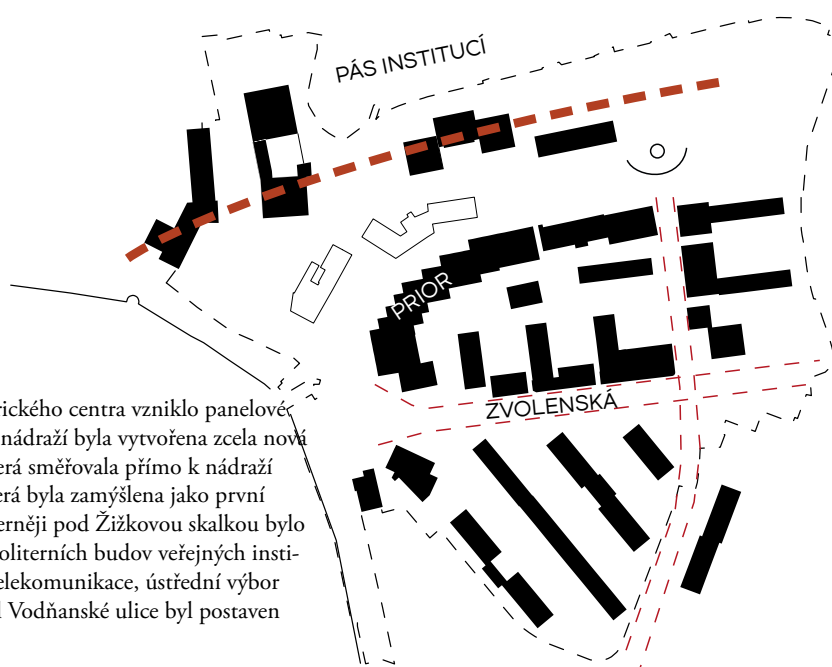 PÁS INSTITUCÍ
PRIOR
ZVOLENSKÁ
rického centra vzniklo panelové
nádraží byla vytvořena zcela nová
erá směřovala přímo k nádraží
erá byla zamýšlena jako první
erněji pod Žižkovou skalkou bylo
oliterních budov veřejných insti-
elekomunikace, ústřední výbor
l Vodňanské ulice byl postaven